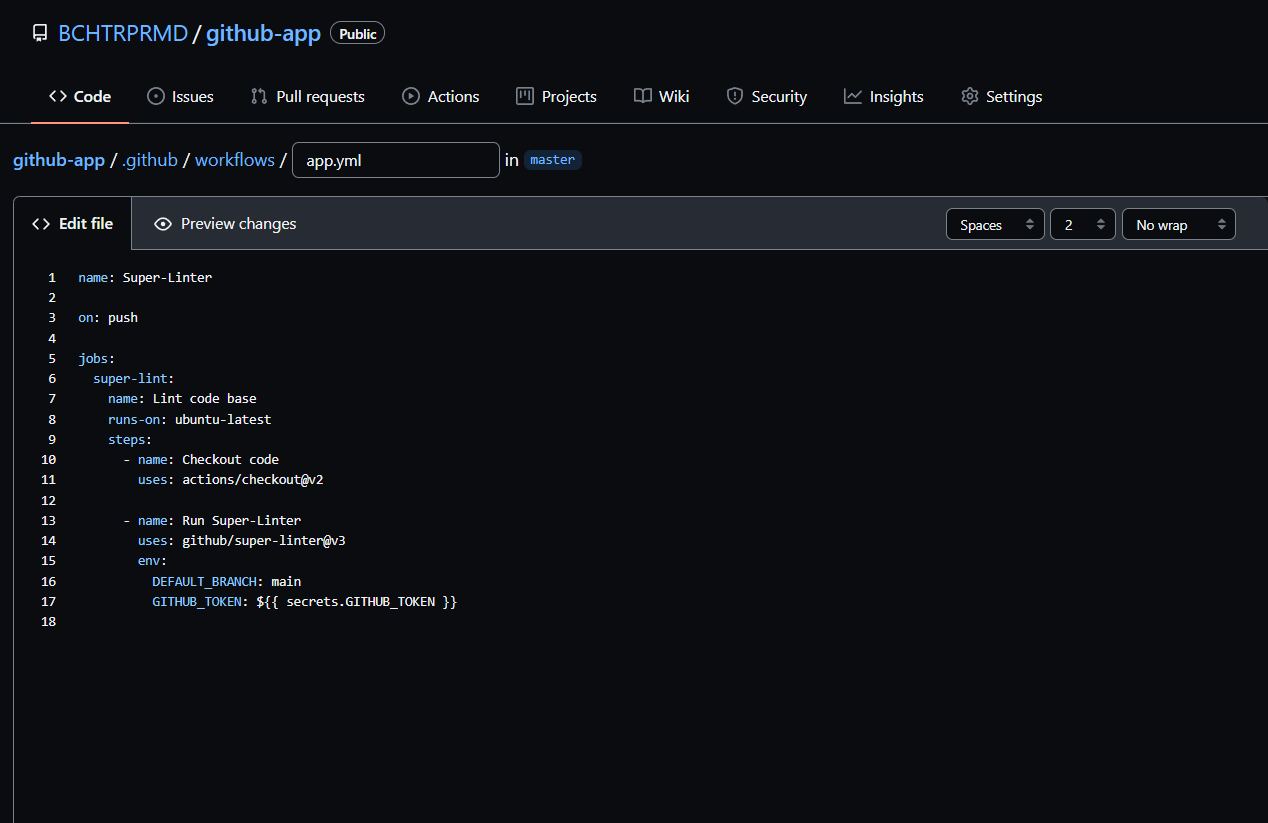 BCHTRPRMD / github-app Public
Code Issues Pull requests Actions Projects Wiki Security Insights Settings
github-app / .github / workflows / app.yml in master
Edit file Preview changes Spaces 2 No wrap
1 name: Super-Linter
2
3 on: push
4
5 jobs:
6 super-lint:
7 name: Lint code base
8 runs-on: ubuntu-latest
9 steps:
10 - name: Checkout code
11 uses: actions/checkout@v2
12
13 - name: Run Super-Linter
14 uses: github/super-linter@v3
15 env:
16 DEFAULT_BRANCH: main
17 GITHUB_TOKEN: ${{ secrets.GITHUB_TOKEN }}
18